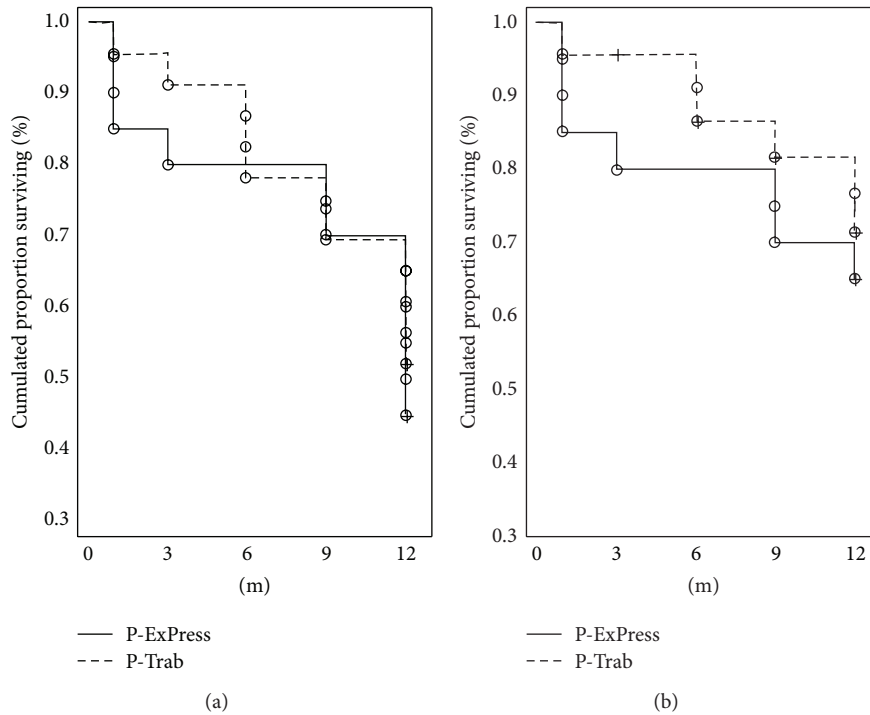 Cumulated proportion surviving (%)
1.0
0.9
0.8
0.7
0.6
0.5
0.4
0.3
0 3 6 9 12
(m)
P-ExPress
P-Trab
(a)
Cumulated proportion surviving (%)
1.0
0.9
0.8
0.7
0.6
0.5
0.4
0.3
0 3 6 9 12
(m)
P-ExPress
P-Trab
(b)